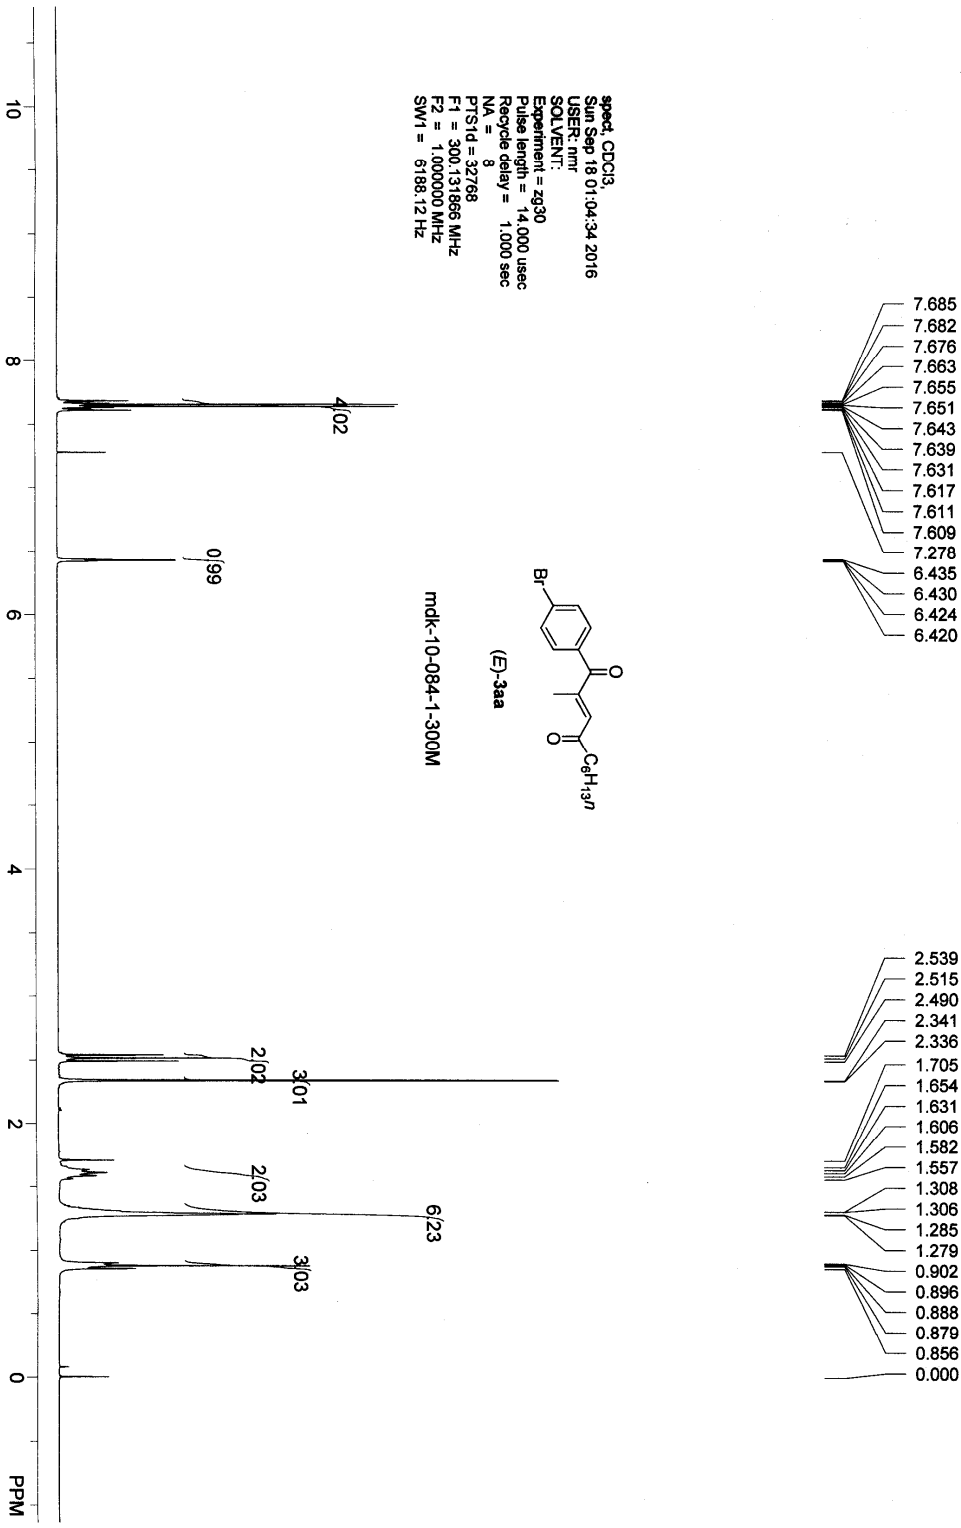 spect, CDCl3,
Sun Sep 18 01:04:34 2016
USER: nmr
SOLVENT:
Experiment = zg30
Pulse length = 14.000 usec
Recycle delay = 1.000 sec
NA = 8
PTS1d = 32768
F1 = 300.131866 MHz
F2 = 1.000000 MHz
SW1 = 6188.12 Hz
7.685
7.682
7.676
7.663
7.655
7.651
7.643
7.639
7.631
7.617
7.611
7.609
7.278
6.435
6.430
6.424
6.420
2.539
2.515
2.490
2.341
2.336
1.705
1.654
1.631
1.606
1.582
1.557
1.308
1.306
1.285
1.279
0.902
0.896
0.888
0.879
0.856
0.000
Br
O
O
C6H13n
(E)-3aa
mdk-10-084-1-300M
4.02
0.99
2.02
3.01
2.03
6.23
3.03
10
8
6
4
2
0
PPM